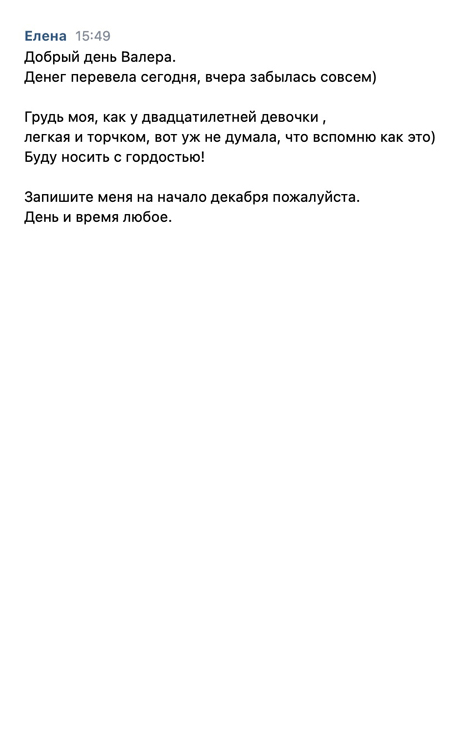 Елена 15:49
Добрый день Валера.
Денег перевела сегодня, вчера забылась совсем)
Грудь моя, как у двадцатилетней девочки ,
легкая и торчком, вот уж не думала, что вспомню как это)
Буду носить с гордостью!
Запишите меня на начало декабря пожалуйста.
День и время любое.